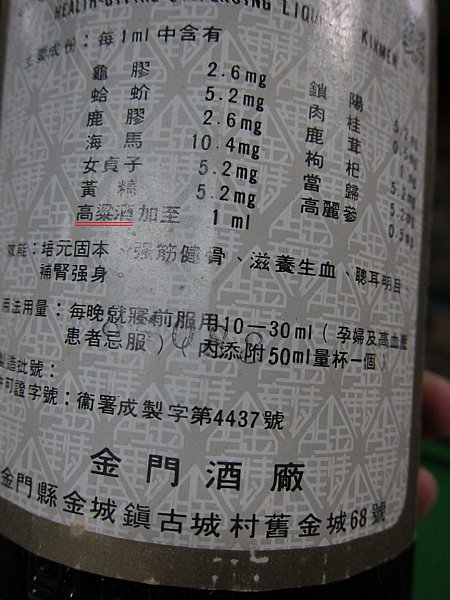 KINMEN
主要成份：每1ml中含有
龜膠 2.6mg 鎖陽
蛤蚧 5.2mg 肉桂
鹿膠 2.6mg 鹿茸
海馬 10.4mg 枸杞
女貞子 5.2mg 當歸
黃精 5.2mg 高麗參
高粱酒加至 1ml
效能：培元固本、强筋健骨、滋養生血、聰耳明目、
補腎强身。
用法用量：每晚就寢前服用10—30ml（孕婦及高血壓
患者忌服）（內添附50ml量杯一個）
製造批號：
許可證字號：衞署成製字第4437號
金門酒廠
金門縣金城鎮古城村舊金城68號